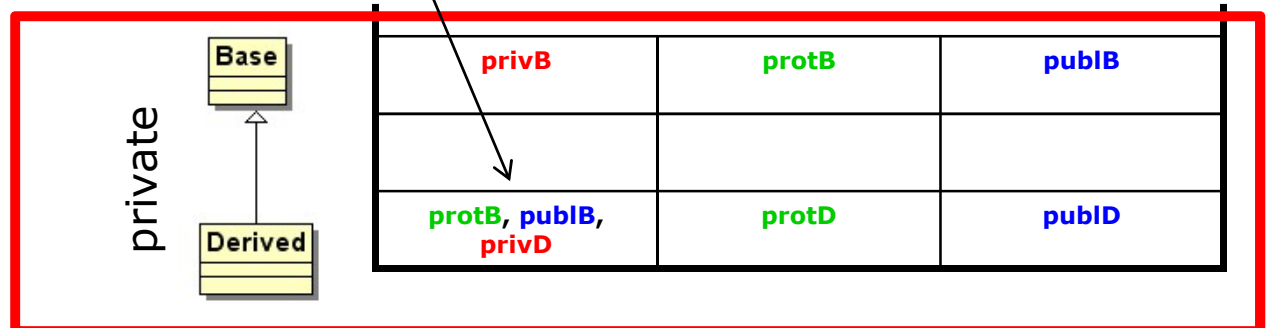 Base
privB protB publB
private
protB, publB, protD publD
privD
Derived